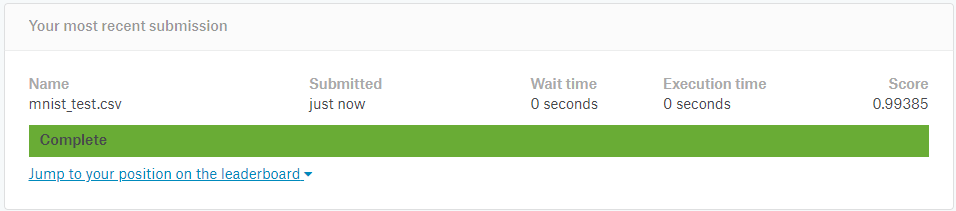 Your most recent submission
Name Submitted Wait time Execution time Score
mnist_test.csv just now 0 seconds 0 seconds 0.99385
Complete
Jump to your position on the leaderboard